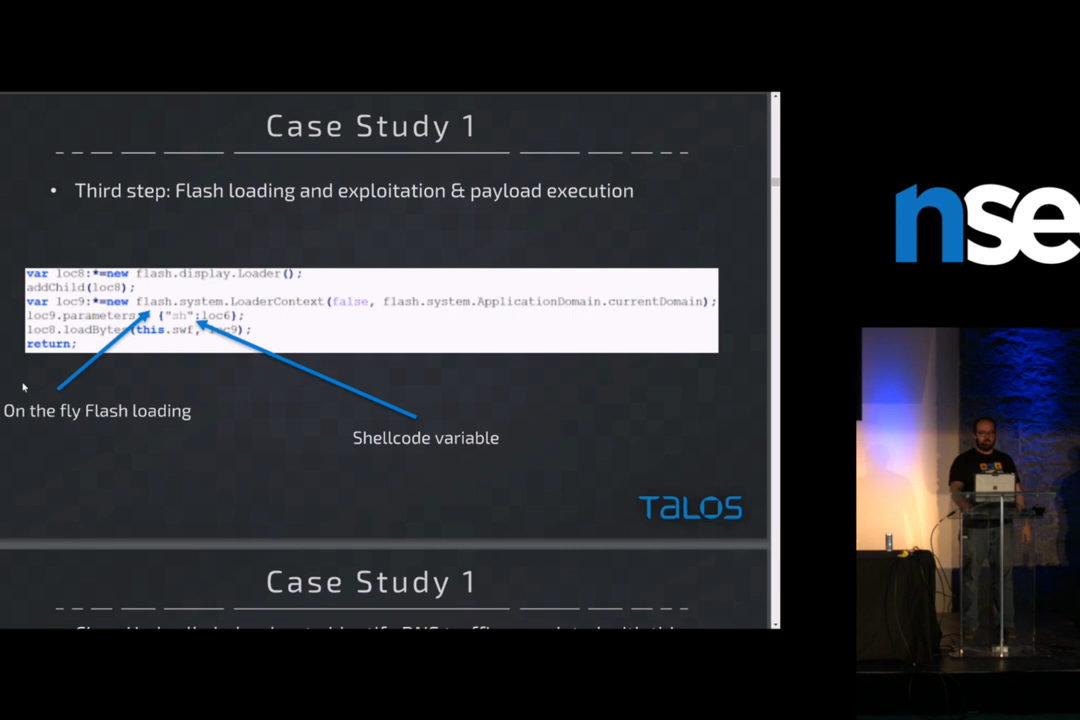 Case Study 1
• Third step: Flash loading and exploitation & payload execution
var loc8:*=new flash.display.Loader();
addChild(loc8);
var loc9:*=new flash.system.LoaderContext(false, flash.system.ApplicationDomain.currentDomain);
loc9.parameters {"sh":loc6};
loc8.loadBytes(this.swf, loc9);
return;
On the fly Flash loading
Shellcode variable
TALOS
Case Study 1
nse